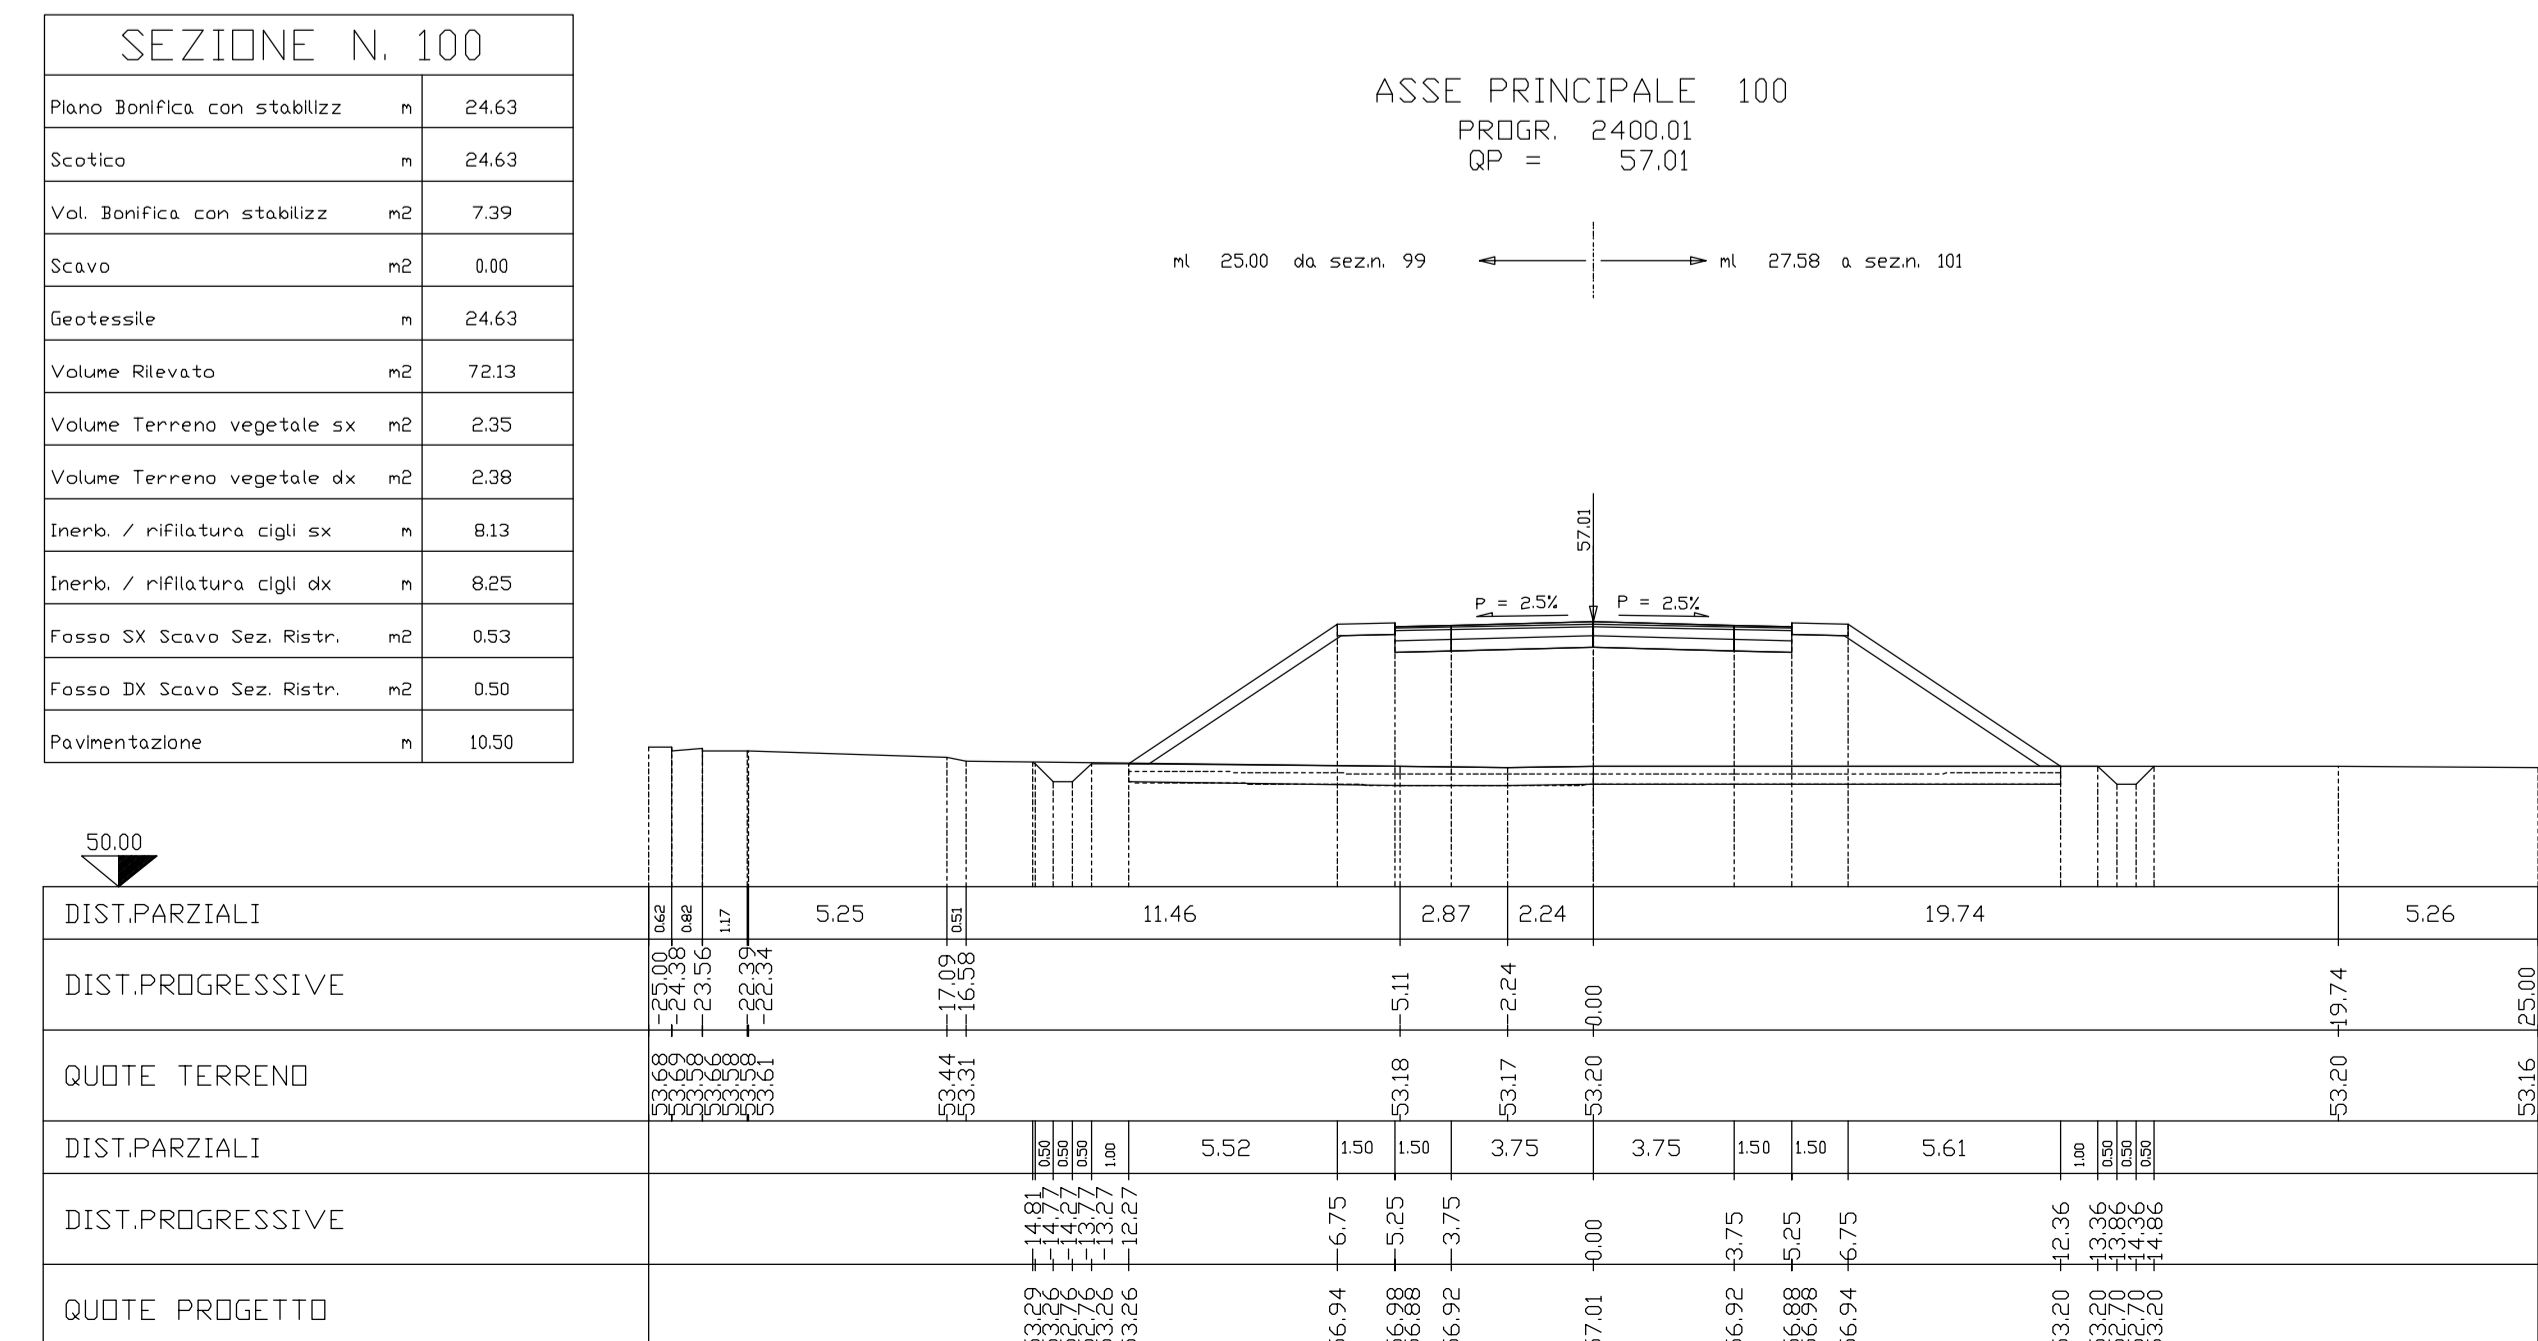 SEZIONE N. 100
Piano Bonifica con stabilizz m 24.63
Scotico m 24.63
Vol. Bonifica con stabilizz m2 7.39
Scavo m2 0.00
Geotessile m 24.63
Volume Rilevato m2 72.13
Volume Terreno vegetale sx m2 2.35
Volume Terreno vegetale dx m2 2.38
Inerb. / rifilatura cigli sx m 8.13
Inerb. / rifilatura cigli dx m 8.25
Fosso SX Scavo Sez. Ristr. m2 0.53
Fosso DX Scavo Sez. Ristr. m2 0.50
Pavimentazione m 10.50
ASSE PRINCIPALE 100
PROGR. 2400.01
QP = 57.01
ml 25.00 da sez.n. 99
ml 27.58 a sez.n. 101
57.01
P = 2.5% P = 2.5%
50.00
DIST.PARZIALI 0.62 0.82 1.17 5.25 0.51 11.46 2.87 2.24 19.74 5.26
DIST.PROGRESSIVE -25.00 -24.38 -23.56 -22.39 -22.34 -17.09 -16.58 -5.11 -2.24 0.00 19.74 25.00
QUOTE TERRENO 53.68 53.69 53.58 53.66 53.58 53.58 53.61 53.44 53.31 53.18 53.17 53.20 53.20 53.16
DIST.PARZIALI 0.50 0.50 0.50 1.00 5.52 1.50 1.50 3.75 3.75 1.50 1.50 5.61 1.00 0.50 0.50 0.50
DIST.PROGRESSIVE -14.81 -14.77 -14.27 -13.77 -13.27 -12.27 -6.75 -5.25 -3.75 0.00 3.75 5.25 6.75 12.36 13.36 13.86 14.36 14.86
QUOTE PROGETTO